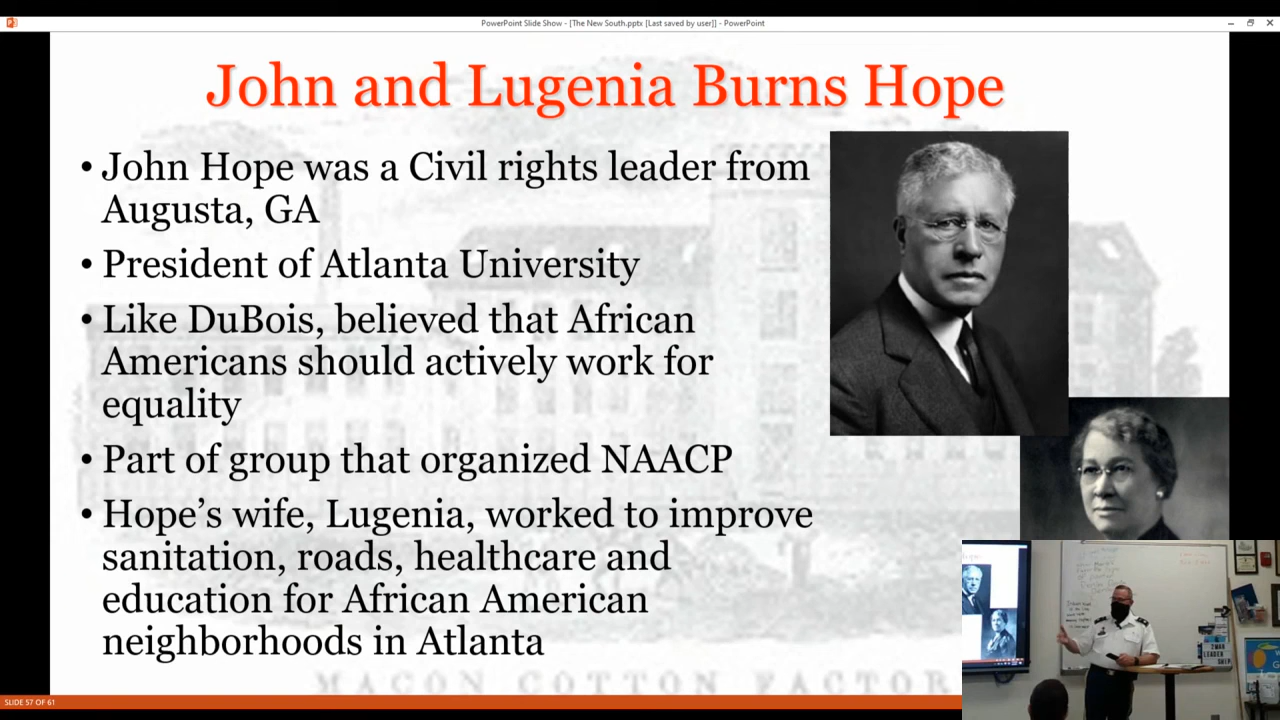 PowerPoint Slide Show - [The New South.pptx [Last saved by user]] - PowerPoint
John and Lugenia Burns Hope
• John Hope was a Civil rights leader from
Augusta, GA
• President of Atlanta University
• Like DuBois, believed that African
Americans should actively work for
equality
• Part of group that organized NAACP
• Hope's wife, Lugenia, worked to improve
sanitation, roads, healthcare and
education for African American
neighborhoods in Atlanta
COTTON FACTOR
SLIDE 57 OF 61
LEADER
SHIP